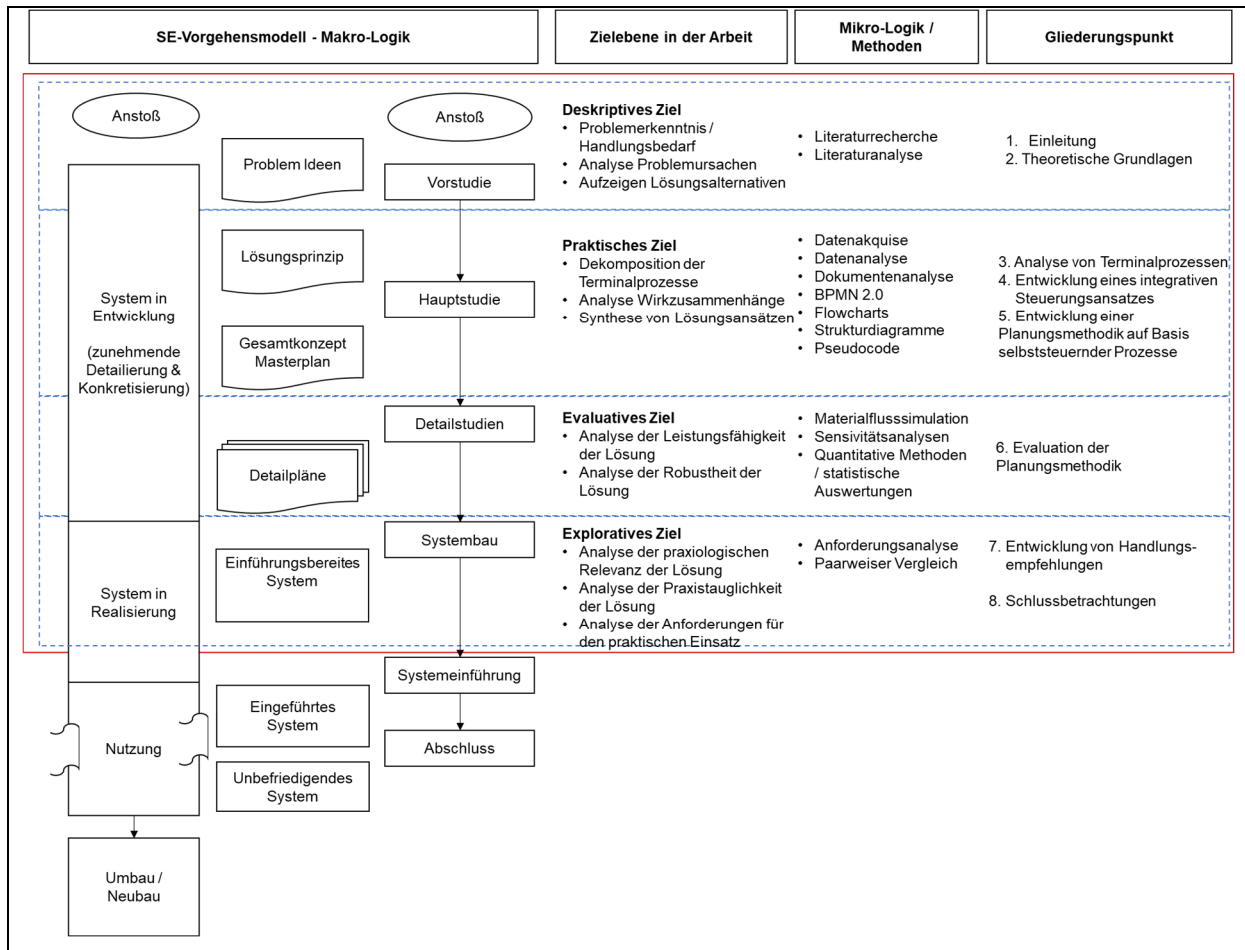 SE-Vorgehensmodell - Makro-Logik
Zielebene in der Arbeit
Mikro-Logik /
Methoden
Gliederungspunkt
Anstoß
System in
Entwicklung
(zunehmende
Detailierung &
Konkretisierung)
System in
Realisierung
Nutzung
Umbau /
Neubau
Problem Ideen
Lösungsprinzip
Gesamtkonzept
Masterplan
Detailpläne
Einführungsbereites
System
Eingeführtes
System
Unbefriedigendes
System
Anstoß
Vorstudie
Hauptstudie
Detailstudien
Systembau
Systemeinführung
Abschluss
Deskriptives Ziel
• Problemerkenntnis /
Handlungsbedarf
• Analyse Problemursachen
• Aufzeigen Lösungsalternativen
• Literaturrecherche
• Literaturanalyse
1. Einleitung
2. Theoretische Grundlagen
Praktisches Ziel
• Dekomposition der
Terminalprozesse
• Analyse Wirkzusammenhänge
• Synthese von Lösungsansätzen
• Datenakquise
• Datenanalyse
• Dokumentenanalyse
• BPMN 2.0
• Flowcharts
• Strukturdiagramme
• Pseudocode
3. Analyse von Terminalprozessen
4. Entwicklung eines integrativen
Steuerungsansatzes
5. Entwicklung einer
Planungsmethodik auf Basis
selbststeuernder Prozesse
Evaluatives Ziel
• Analyse der Leistungsfähigkeit
der Lösung
• Analyse der Robustheit der
Lösung
• Materialflusssimulation
• Sensivitätsanalysen
• Quantitative Methoden
/ statistische
Auswertungen
6. Evaluation der
Planungsmethodik
Exploratives Ziel
• Analyse der praxiologischen
Relevanz der Lösung
• Analyse der Praxistauglichkeit
der Lösung
• Analyse der Anforderungen für
den praktischen Einsatz
• Anforderungsanalyse
• Paarweiser Vergleich
7. Entwicklung von Handlungs-
empfehlungen
8. Schlussbetrachtungen